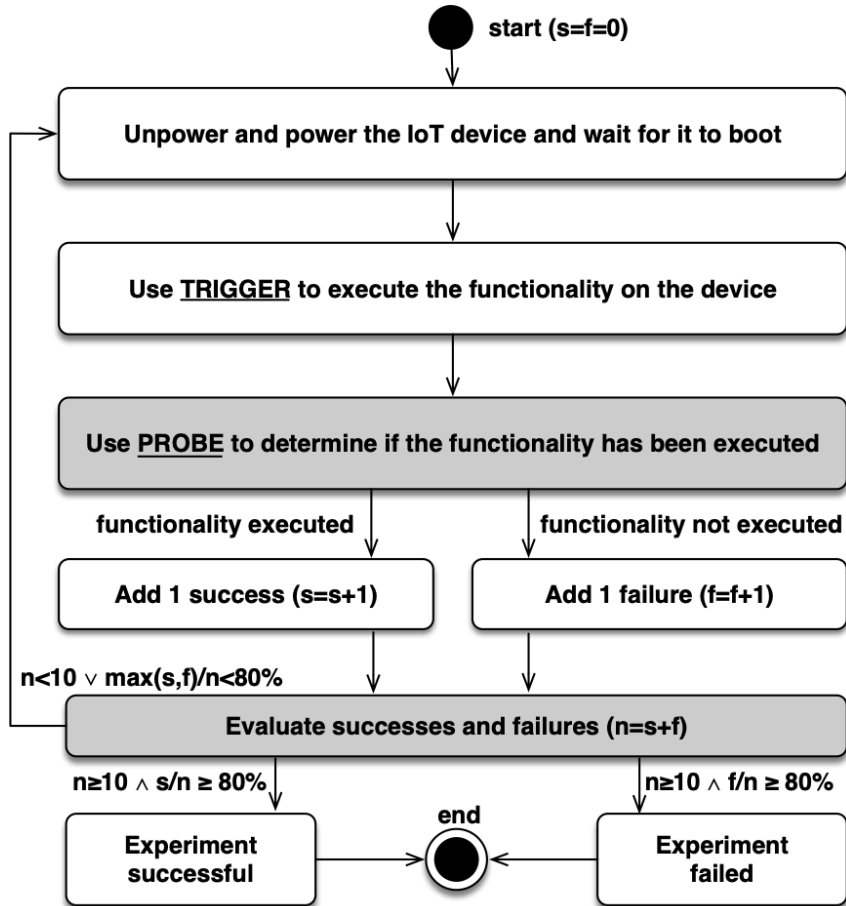 start (s=f=0)
Unpower and power the IoT device and wait for it to boot
Use TRIGGER to execute the functionality on the device
Use PROBE to determine if the functionality has been executed
functionality executed
functionality not executed
Add 1 success (s=s+1)
Add 1 failure (f=f+1)
n<10 ∨ max(s,f)/n<80%
Evaluate successes and failures (n=s+f)
n≥10 ∧ s/n ≥ 80%
n≥10 ∧ f/n ≥ 80%
end
Experiment
successful
Experiment
failed